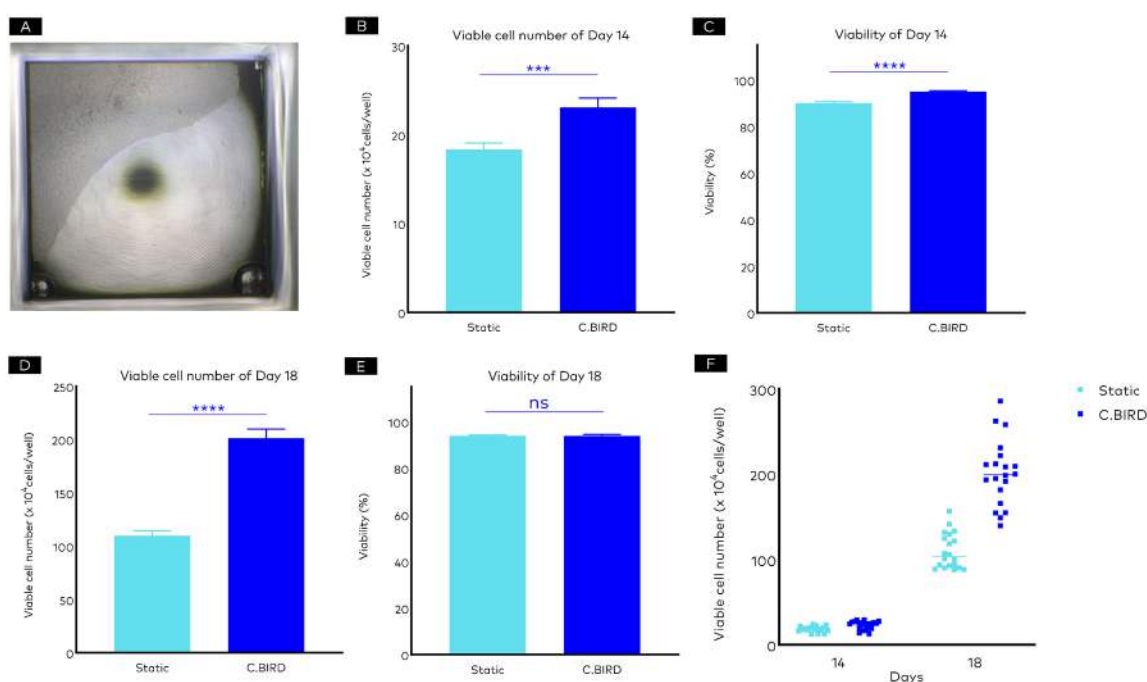 A
B
Viable cell number of Day 14
Viable cell number (x 10⁴cells/well)
30
20
10
0
***
Static
C.BIRD
C
Viability of Day 14
Viability (%)
100
80
60
40
20
0
****
Static
C.BIRD
D
Viable cell number of Day 18
Viable cell number (x 10⁴cells/well)
250
200
150
100
50
0
****
Static
C.BIRD
E
Viability of Day 18
Viability (%)
100
80
60
40
20
0
ns
Static
C.BIRD
F
Viable cell number (x 10⁴cells/well)
300
200
100
0
14
18
Days
Static
C.BIRD